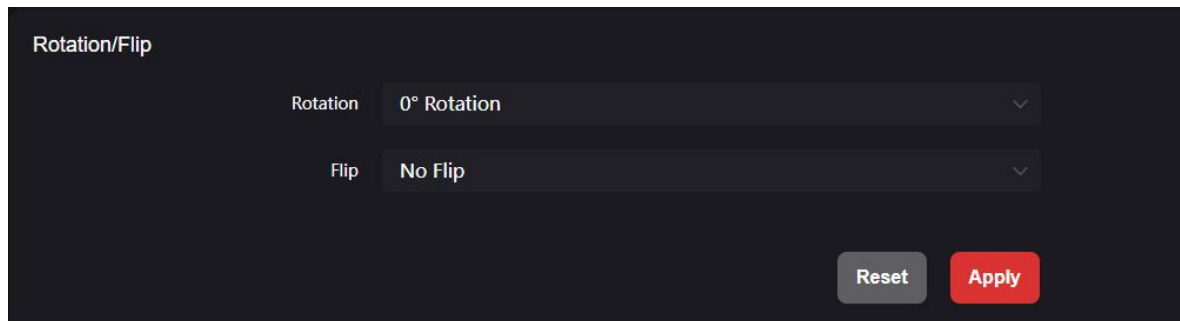 Rotation/Flip
Rotation 0° Rotation
Flip No Flip
Reset Apply